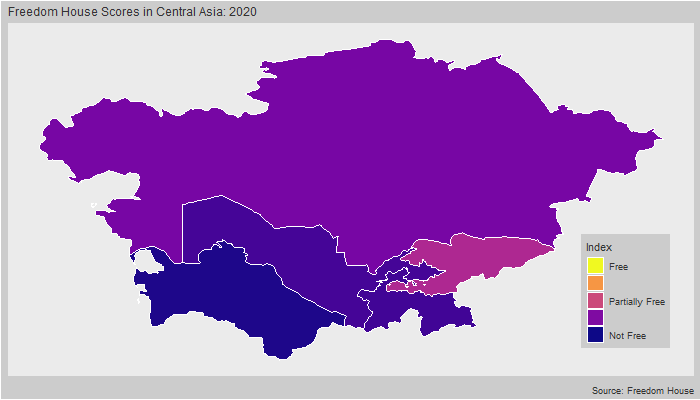 Freedom House Scores in Central Asia: 2020
Index
Free
Partially Free
Not Free
Source: Freedom House